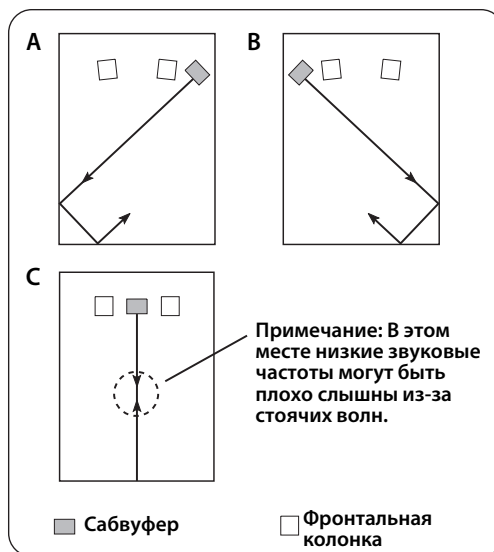 A
B
C
Примечание: В этом
месте низкие звуковые
частоты могут быть
плохо слышны из-за
стоячих волн.
Сабвуфер
Фронтальная
колонка